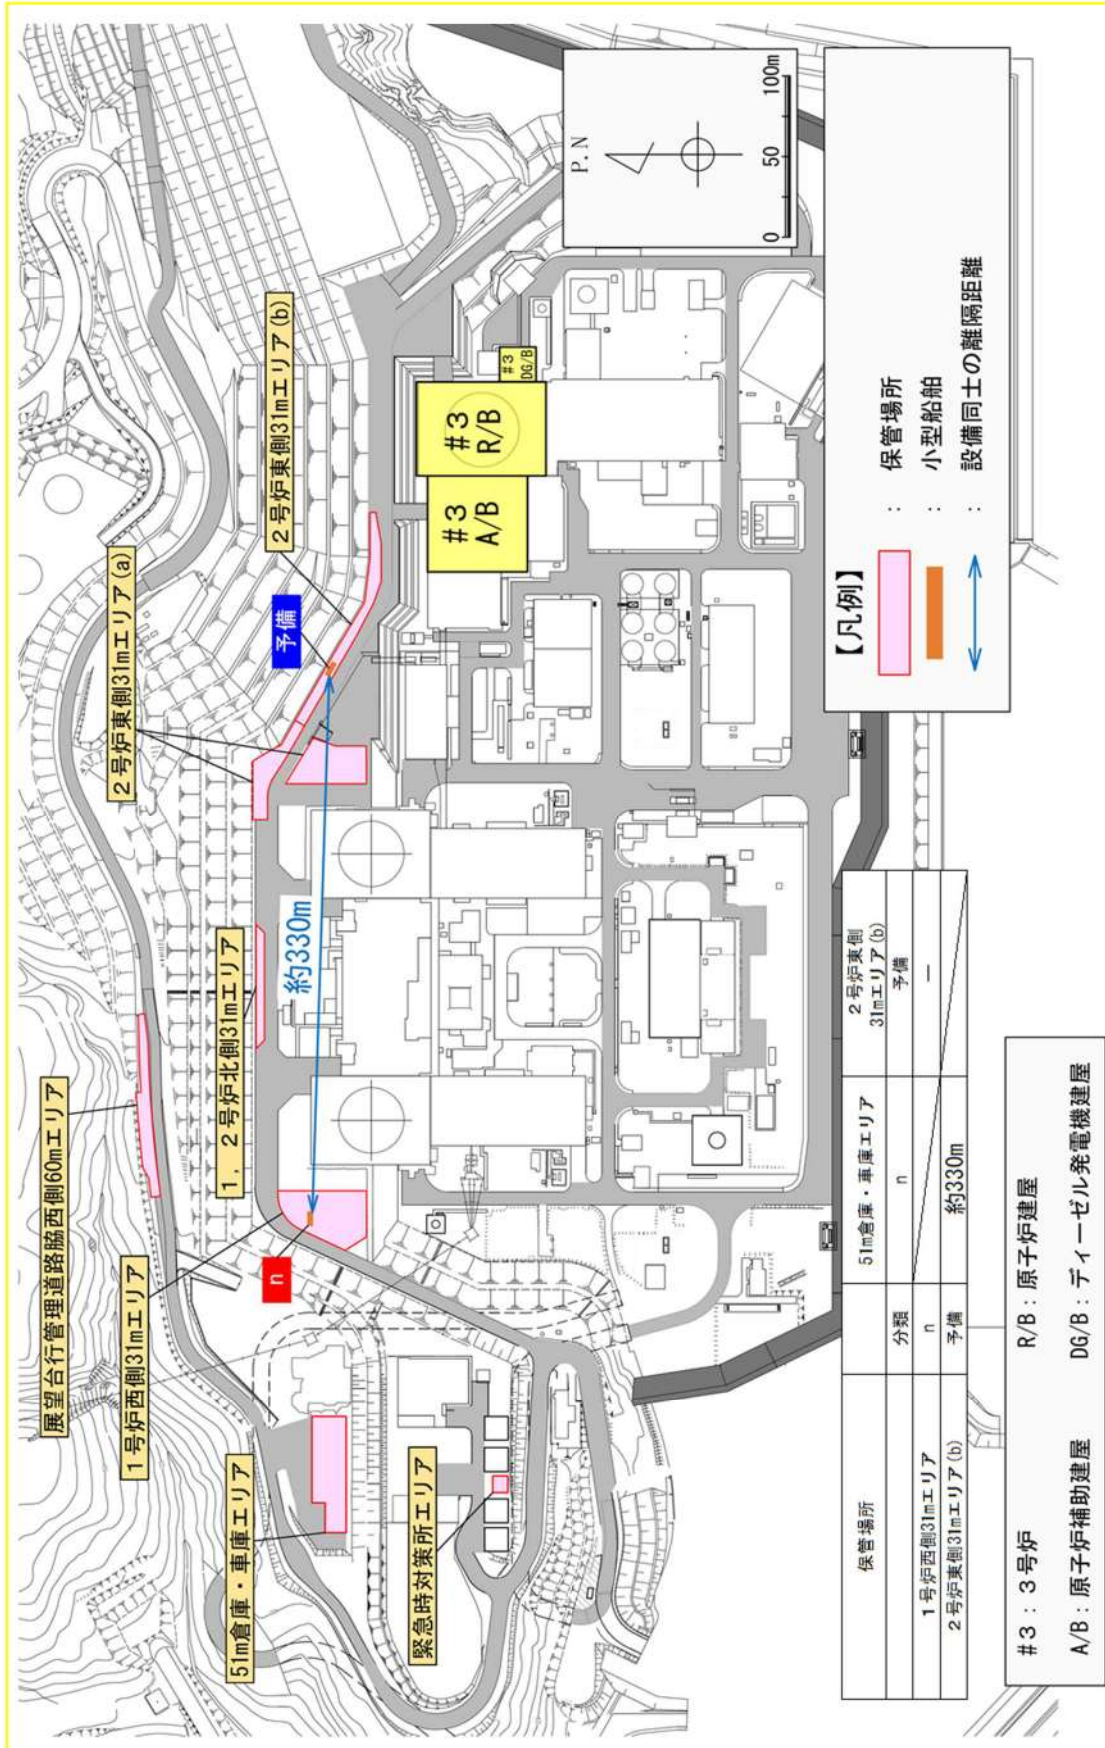 展望台行管理道路脇西側60mエリア
1号炉西側31mエリア
51m倉庫・車庫エリア
緊急時対策所エリア
1,2号炉北側31mエリア
2号炉東側31mエリア(a)
2号炉東側31mエリア(b)
n
予備
約330m
#3
A/B
#3
R/B
#3
DG/B
P.N
0 50 100m
【凡例】
: 保管場所
: 小型船舶
: 設備同士の離隔距離
保管場所 51m倉庫・車庫エリア 2号炉東側
31mエリア(b)
分類 n 予備
1号炉西側31mエリア n ―
2号炉東側31mエリア(b) 予備 約330m
#3:3号炉 R/B:原子炉建屋
A/B:原子炉補助建屋 DG/B:ディーゼル発電機建屋